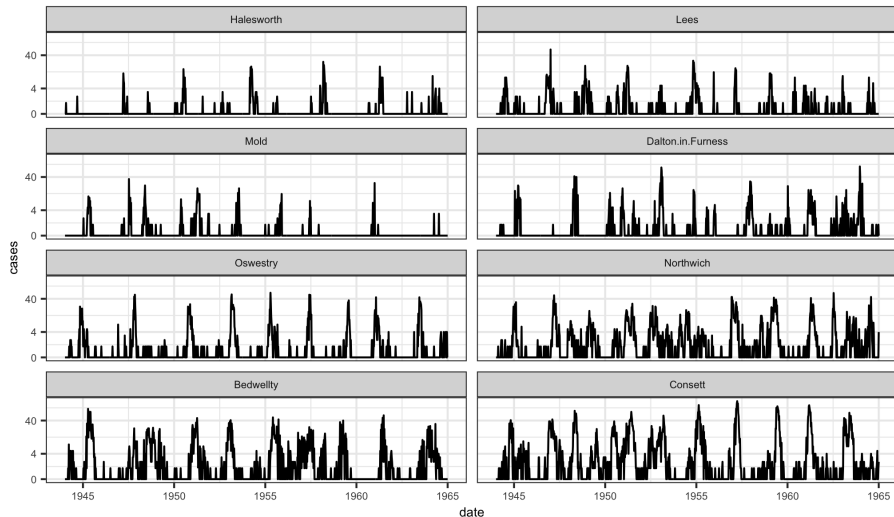 Halesworth
Lees
40
4
0
Mold
Dalton.in.Furness
40
4
0
cases
Oswestry
Northwich
40
4
0
Bedwellty
Consett
40
4
0
1945 1950 1955 1960 1965 1945 1950 1955 1960 1965
date